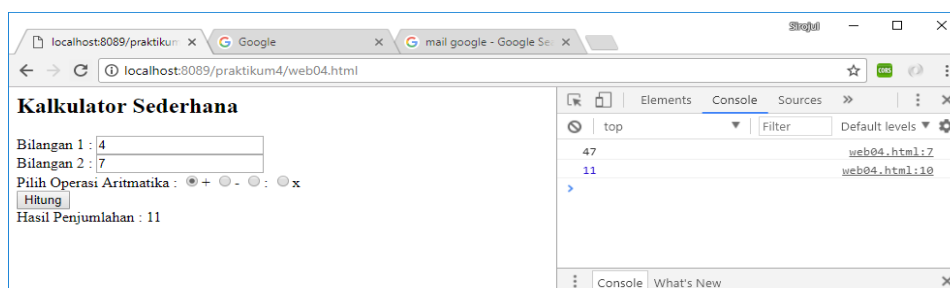 Sirojul
localhost:8089/praktikum
Google
mail google - Google Se
localhost:8089/praktikum4/web04.html
CORS
Kalkulator Sederhana
Bilangan 1 : 4
Bilangan 2 : 7
Pilih Operasi Aritmatika : + - : x
Hitung
Hasil Penjumlahan : 11
Elements Console Sources »
top Filter Default levels
47 web04.html:7
11 web04.html:10
>
Console What's New